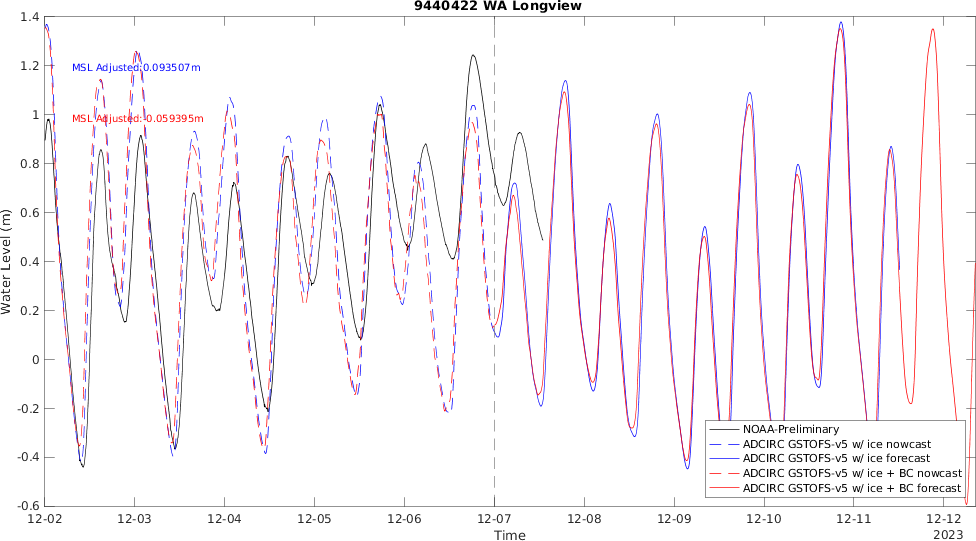 9440422 WA Longview
1.4
1.2
1
0.8
0.6
0.4
0.2
0
-0.2
-0.4
-0.6
Water Level (m)
MSL Adjusted:0.093507m
MSL Adjusted:-0.059395m
NOAA-Preliminary
ADCIRC GSTOFS-v5 w/ ice nowcast
ADCIRC GSTOFS-v5 w/ ice forecast
ADCIRC GSTOFS-v5 w/ ice + BC nowcast
ADCIRC GSTOFS-v5 w/ ice + BC forecast
12-02 12-03 12-04 12-05 12-06 12-07 12-08 12-09 12-10 12-11 12-12
Time
2023